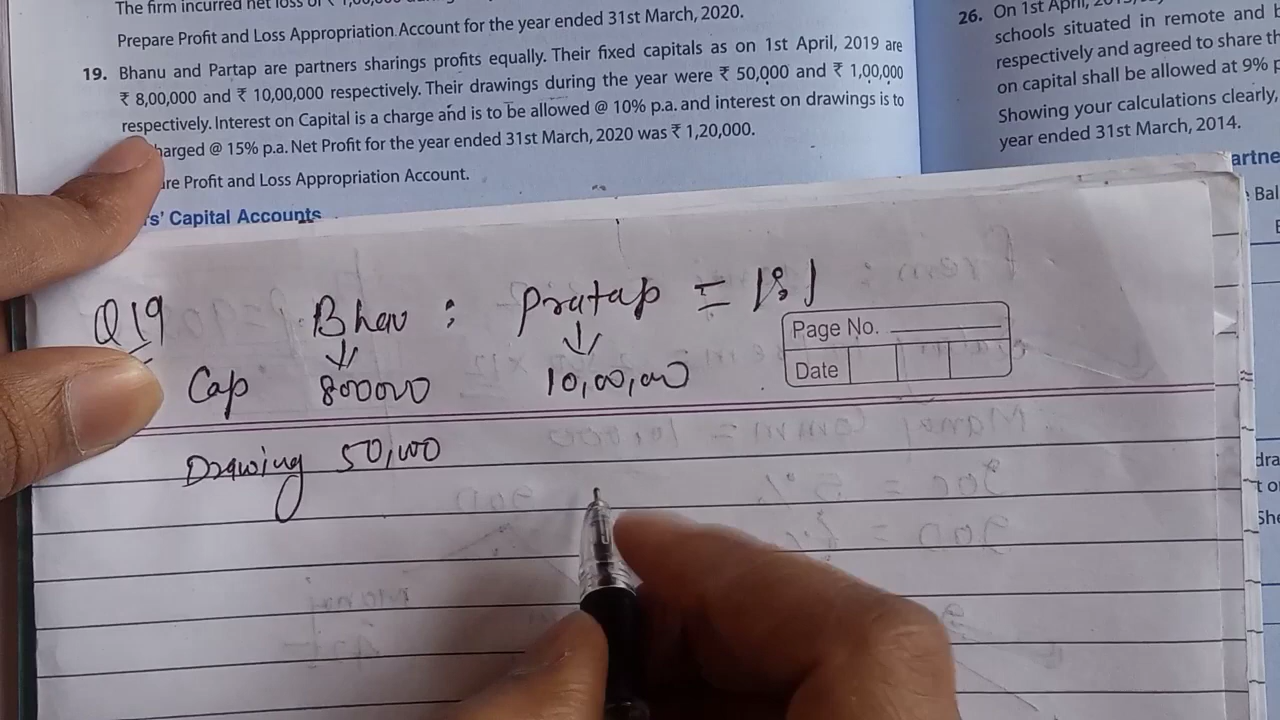 The firm incurred net loss of ₹
Prepare Profit and Loss Appropriation Account for the year ended 31st March, 2020.
19. Bhanu and Partap are partners sharings profits equally. Their fixed capitals as on 1st April, 2019 are
₹ 8,00,000 and ₹ 10,00,000 respectively. Their drawings during the year were ₹ 50,000 and ₹ 1,00,000
respectively. Interest on Capital is a charge and is to be allowed @ 10% p.a. and interest on drawings is to
harged @ 15% p.a. Net Profit for the year ended 31st March, 2020 was ₹ 1,20,000.
are Profit and Loss Appropriation Account.
rs' Capital Accounts
26. On 1st April,
schools situated in remote and b
respectively and agreed to share th
on capital shall be allowed at 9% p
Showing your calculations clearly,
year ended 31st March, 2014.
artne
Bal
dra
t o
She
Q19 Bhau : Pratap = 1:1
Cap 800000 10,00,000
Page No.
Date
Drawing 50,000